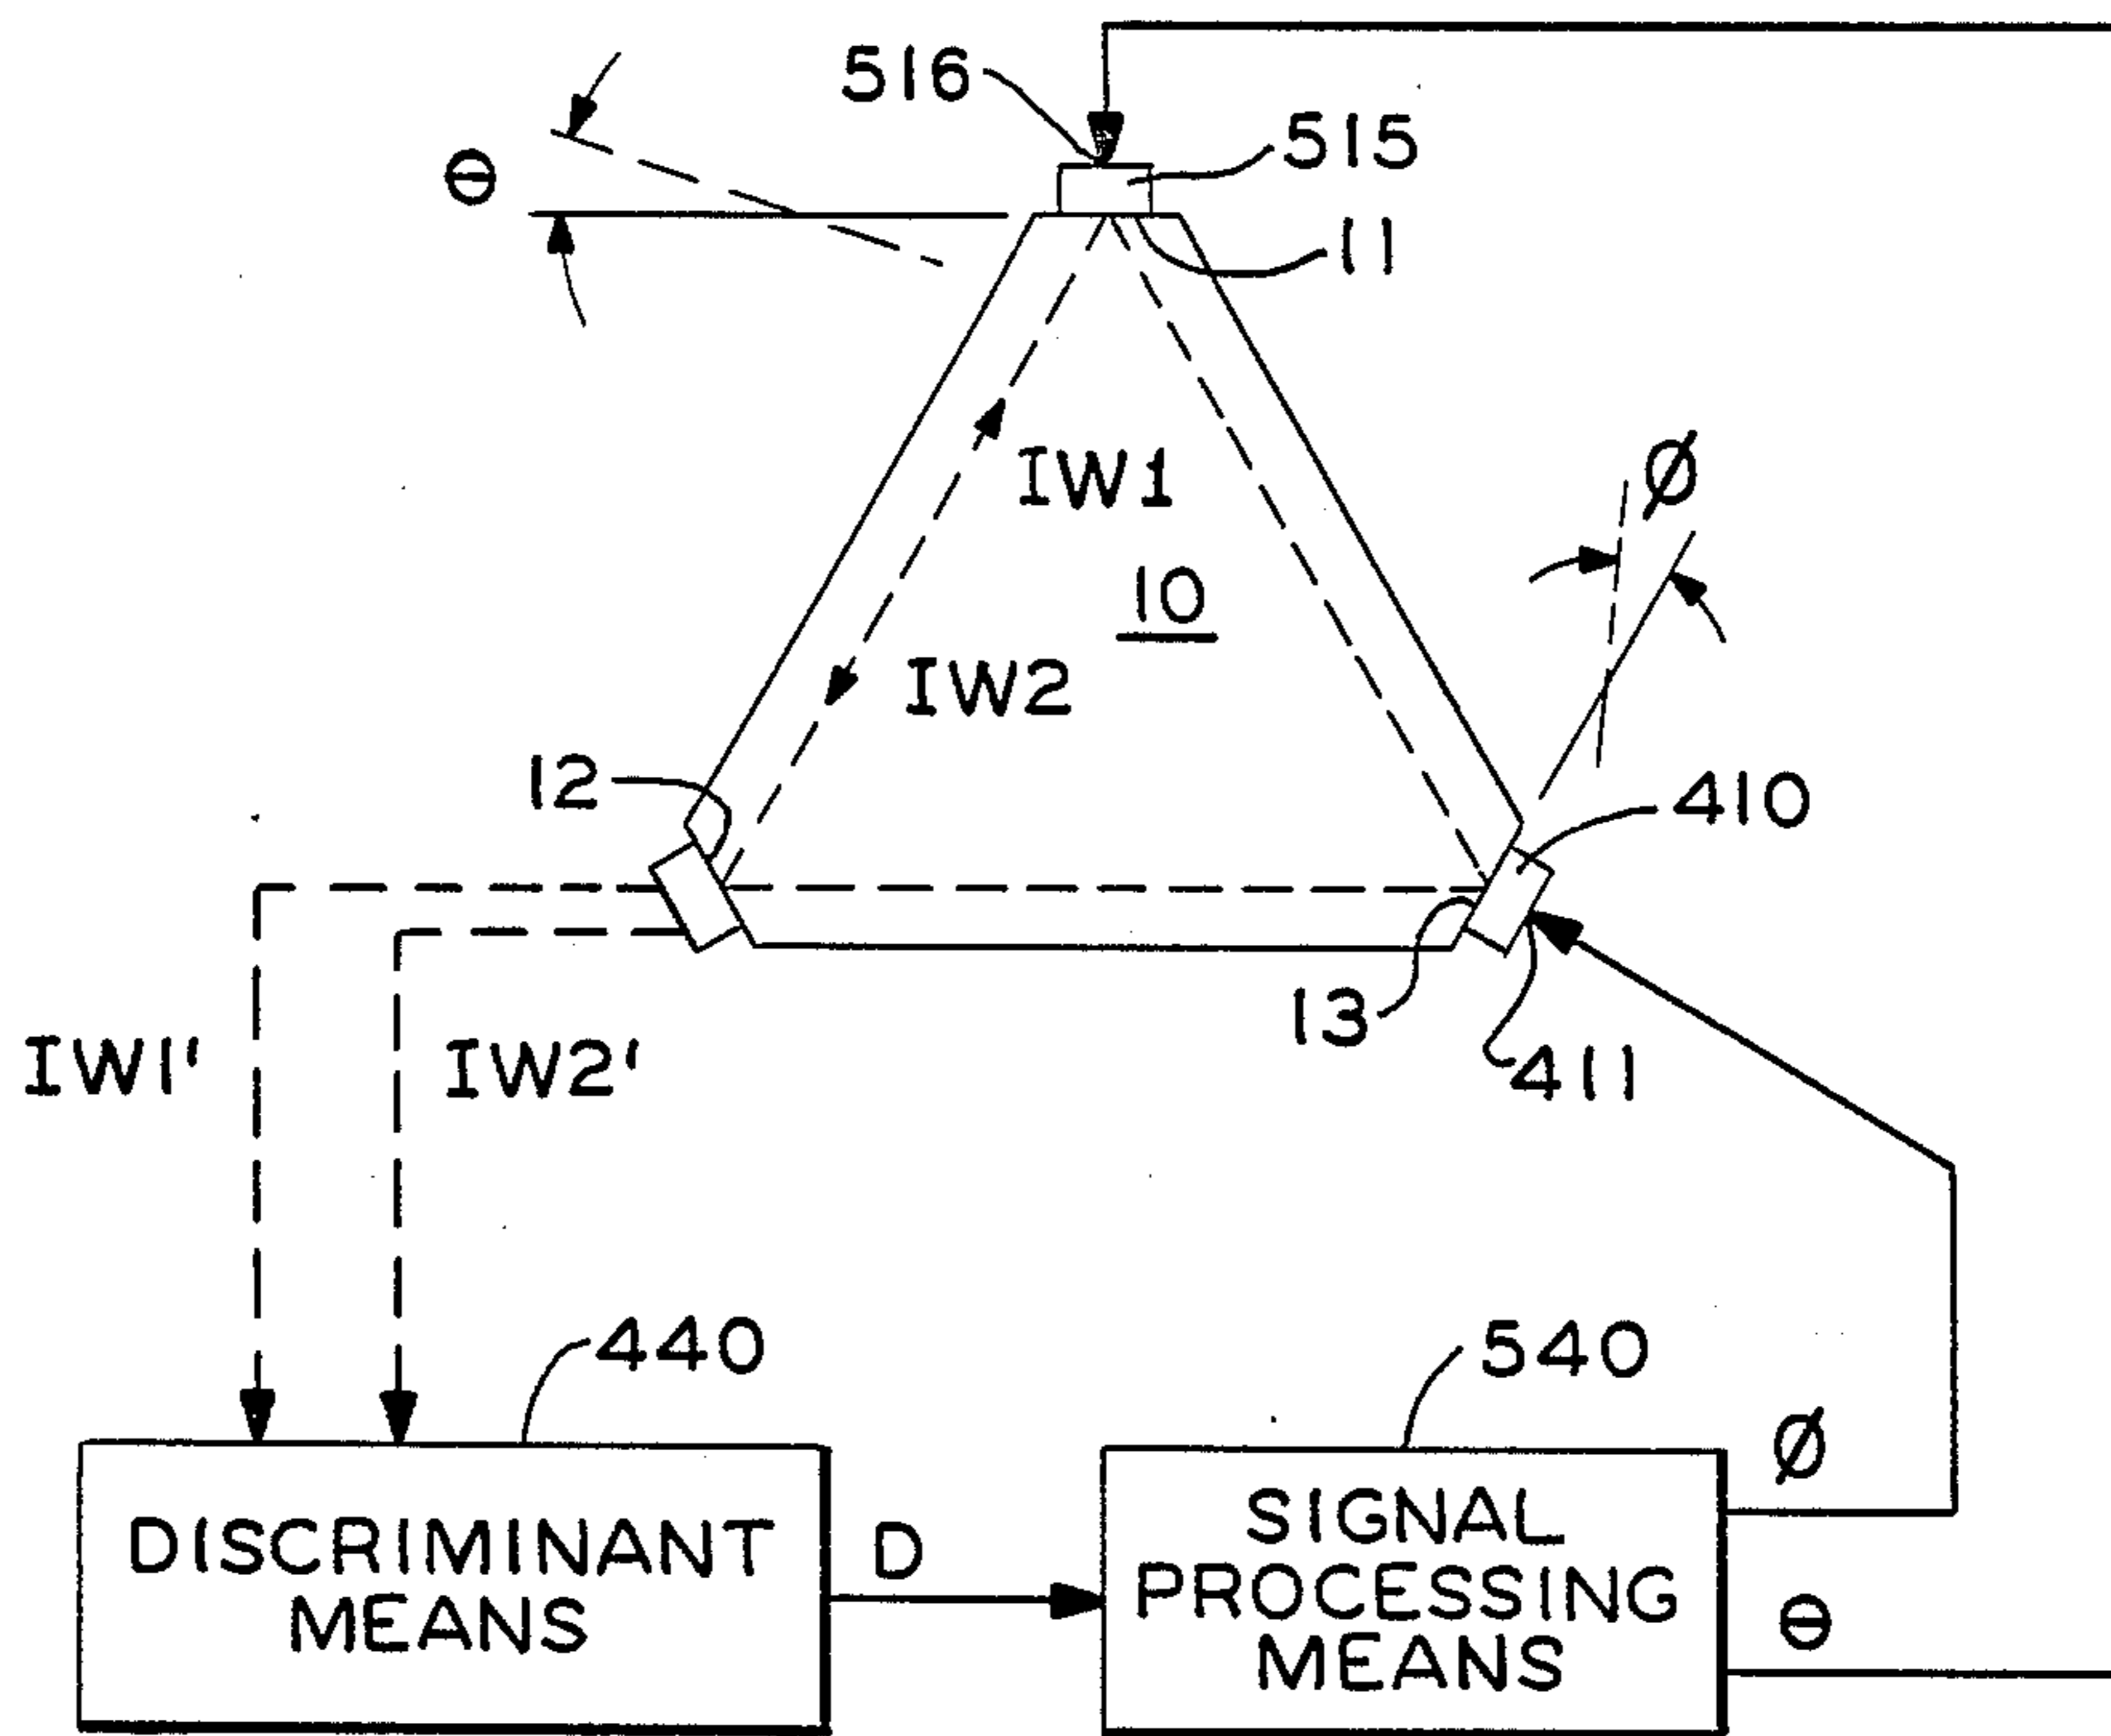 516
515
Θ
11
IW1
Ø
10
IW2
12
410
13
411
IW1'
IW2'
440
540
DISCRIMINANT
MEANS
D
SIGNAL
PROCESSING
MEANS
Ø
Θ